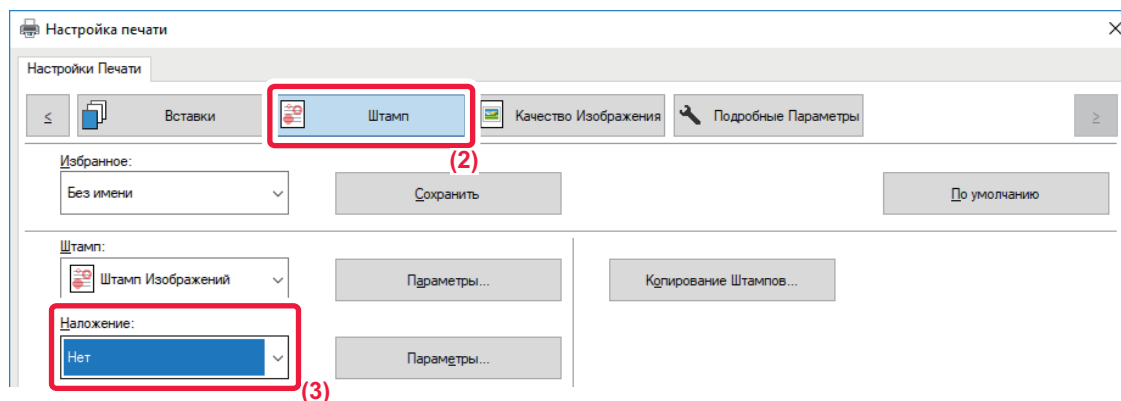 Настройка печати
Настройки Печати
≤ Вставки Штамп Качество Изображения Подробные Параметры ≥
(2)
Избранное:
Без имени Сохранить По умолчанию
Штамп:
Штамп Изображений Параметры... Копирование Штампов...
Наложение:
Нет Параметры...
(3)